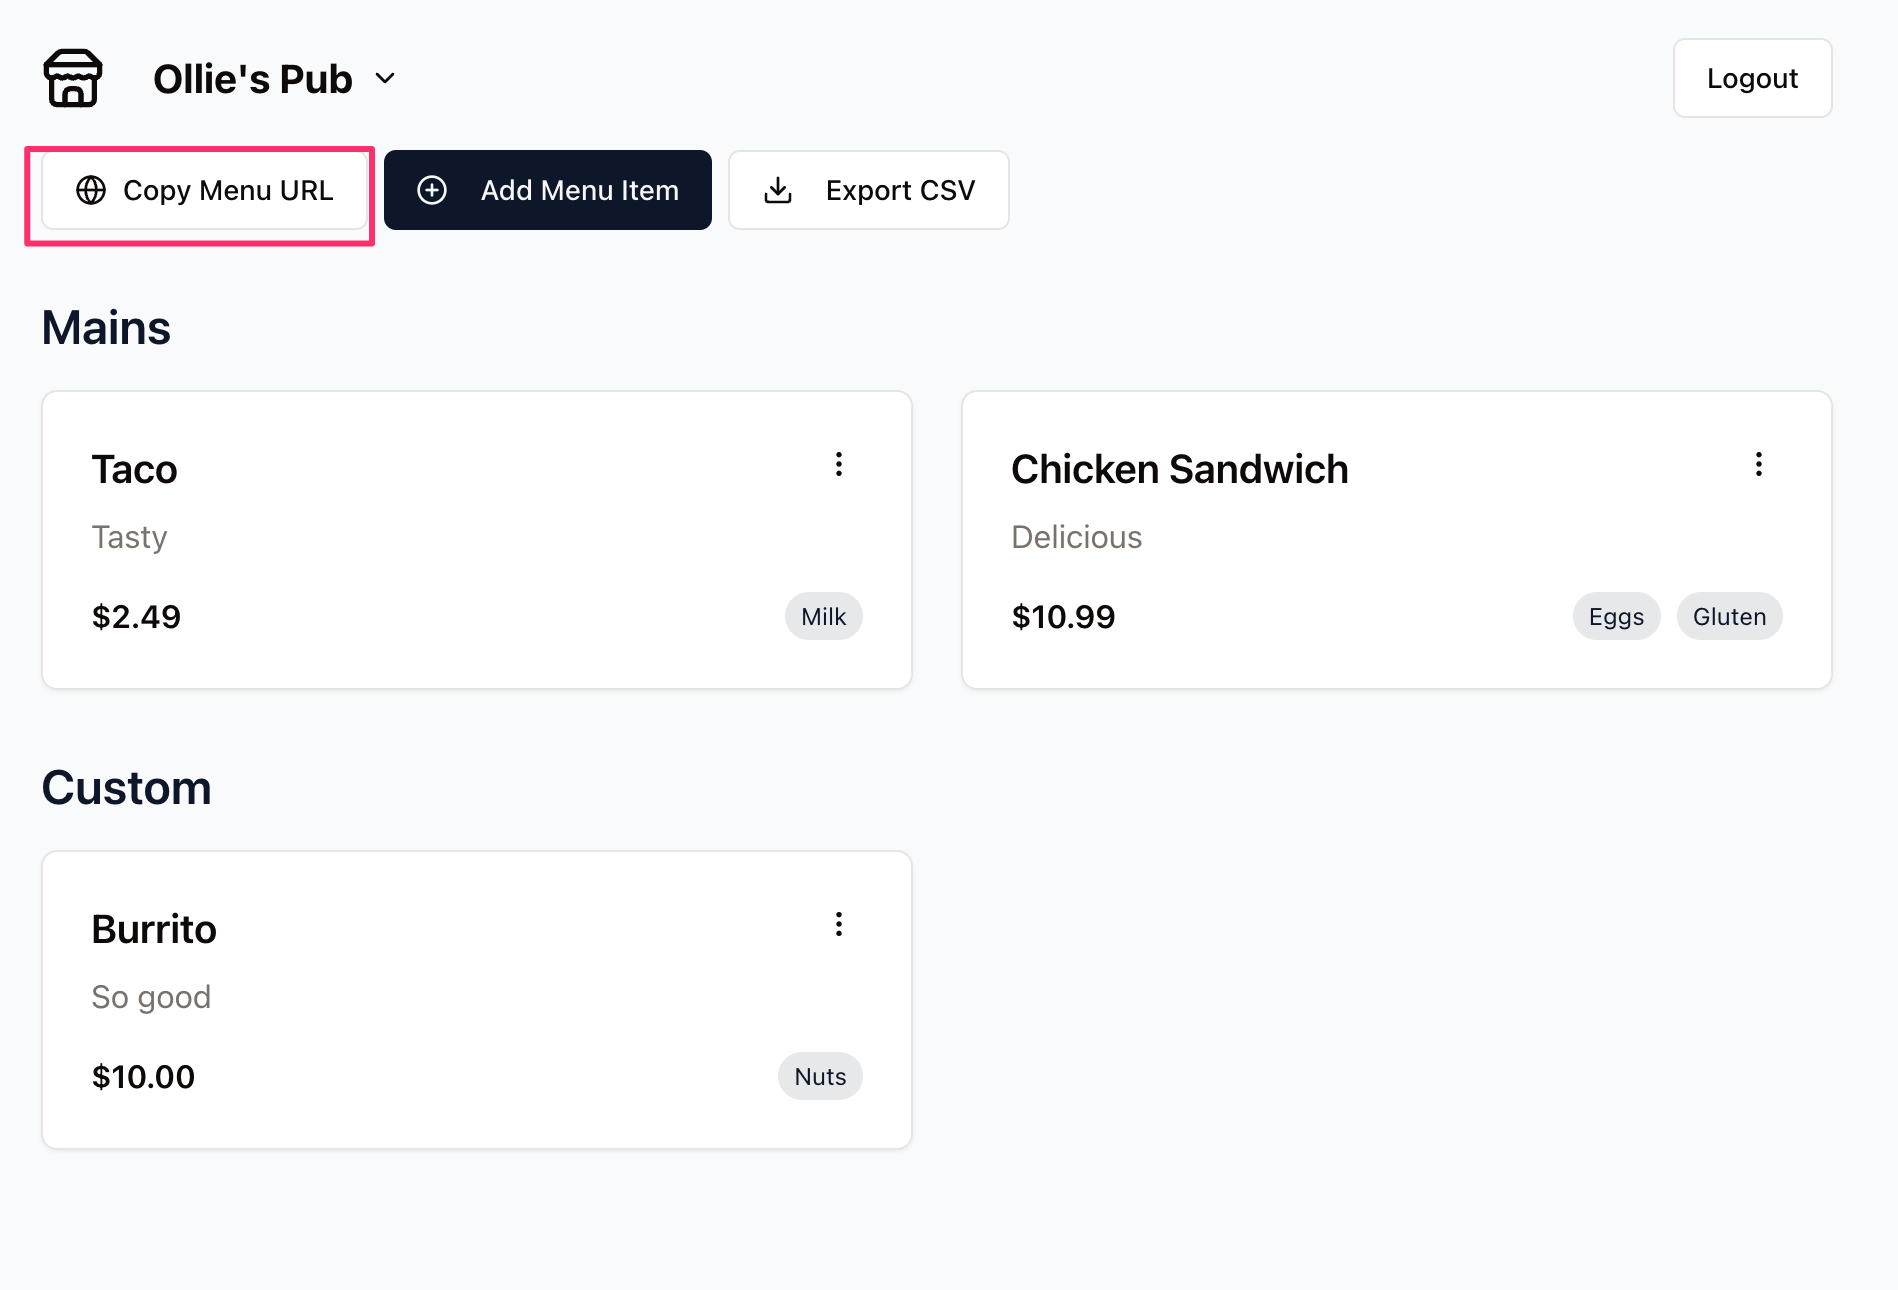 Ollie's Pub
Logout
Copy Menu URL
Add Menu Item
Export CSV
Mains
Taco
Tasty
$2.49
Milk
Chicken Sandwich
Delicious
$10.99
Eggs
Gluten
Custom
Burrito
So good
$10.00
Nuts